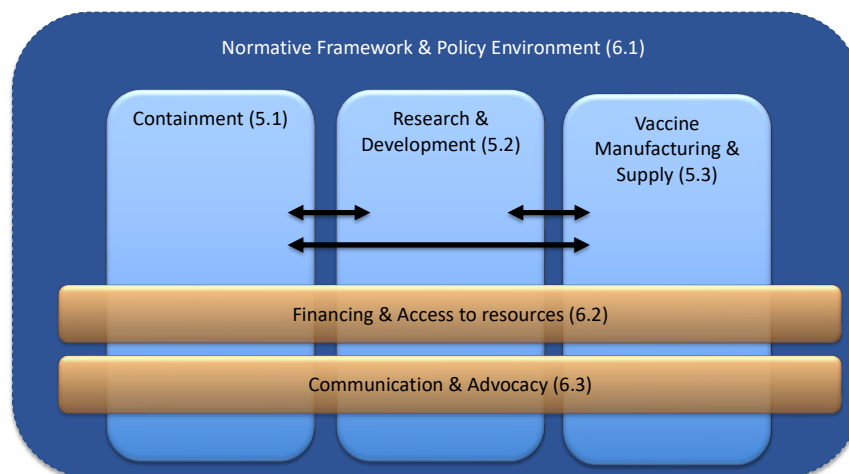 Normative Framework & Policy Environment (6.1)
Containment (5.1)
Research &
Development (5.2)
Vaccine
Manufacturing &
Supply (5.3)
Financing & Access to resources (6.2)
Communication & Advocacy (6.3)